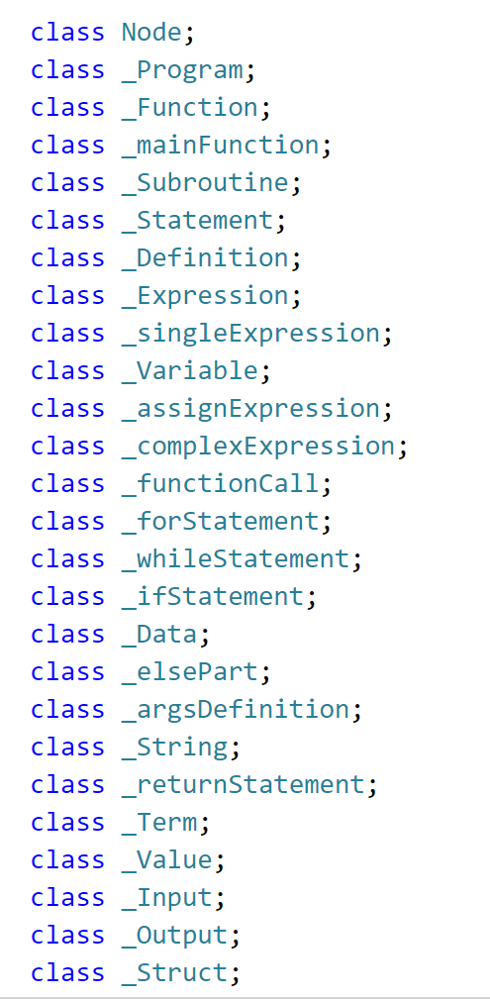 class Node;
class _Program;
class _Function;
class _mainFunction;
class _Subroutine;
class _Statement;
class _Definition;
class _Expression;
class _singleExpression;
class _Variable;
class _assignExpression;
class _complexExpression;
class _functionCall;
class _forStatement;
class _whileStatement;
class _ifStatement;
class _Data;
class _elsePart;
class _argsDefinition;
class _String;
class _returnStatement;
class _Term;
class _Value;
class _Input;
class _Output;
class _Struct;